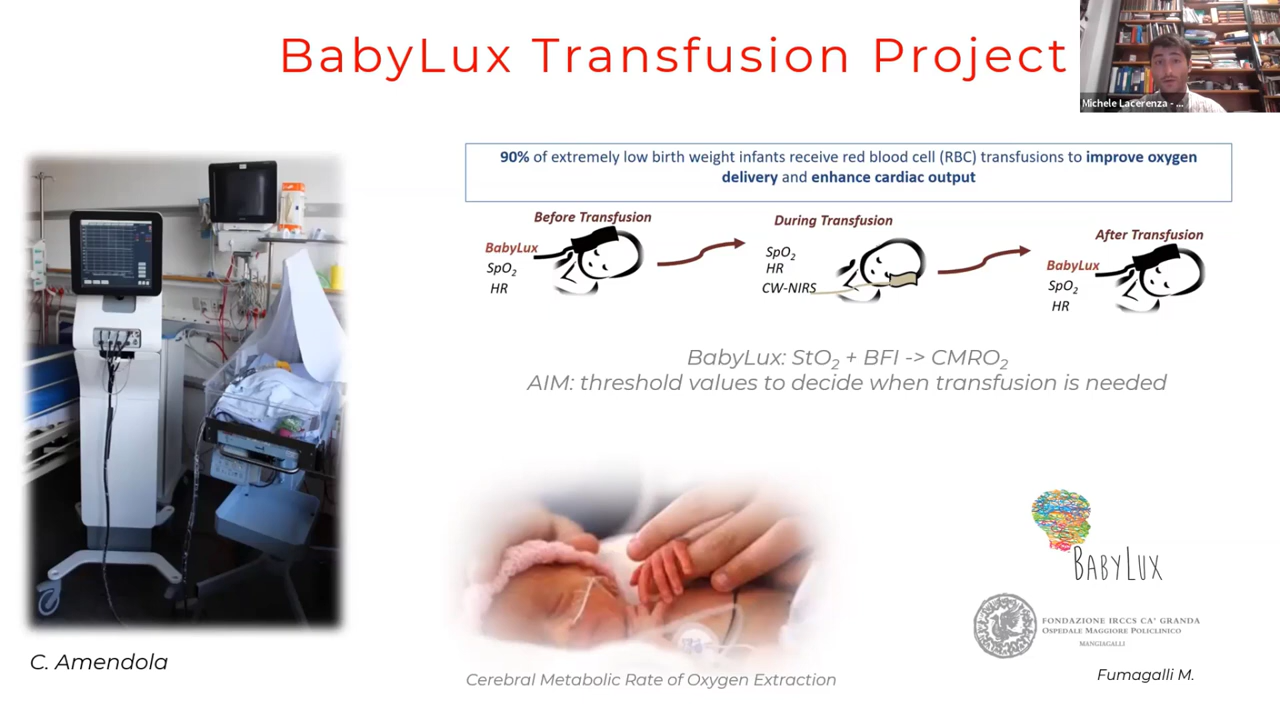 BabyLux Transfusion Project
Michele Lacerenza - ...
90% of extremely low birth weight infants receive red blood cell (RBC) transfusions to improve oxygen
delivery and enhance cardiac output
Before Transfusion
BabyLux
SpO2
HR
During Transfusion
SpO2
HR
CW-NIRS
After Transfusion
BabyLux
SpO2
HR
BabyLux: StO2 + BFI -> CMRO2
AIM: threshold values to decide when transfusion is needed
BABYLUX
FONDAZIONE IRCCS CA' GRANDA
OSPEDALE MAGGIORE POLICLINICO
MANGIAGALLI
C. Amendola
Cerebral Metabolic Rate of Oxygen Extraction
Fumagalli M.